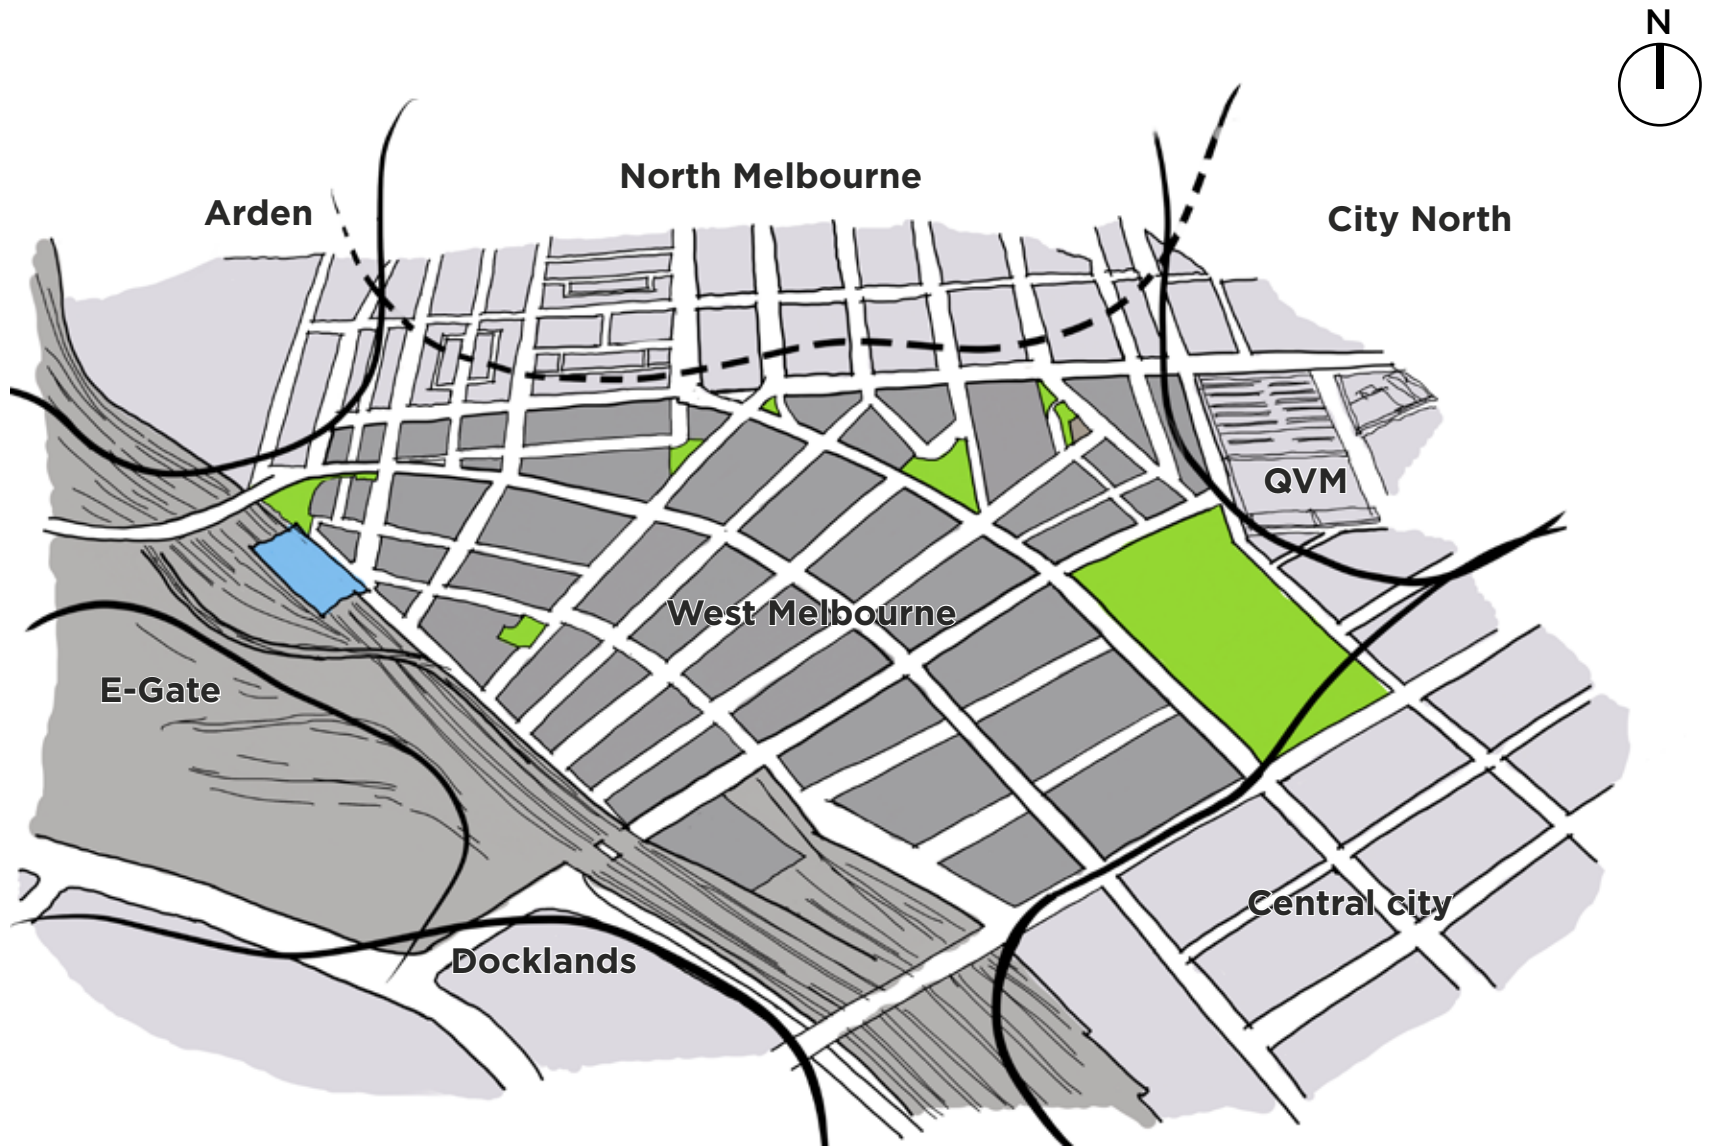 N
North Melbourne
Arden
City North
QVM
West Melbourne
E-Gate
Central city
Docklands